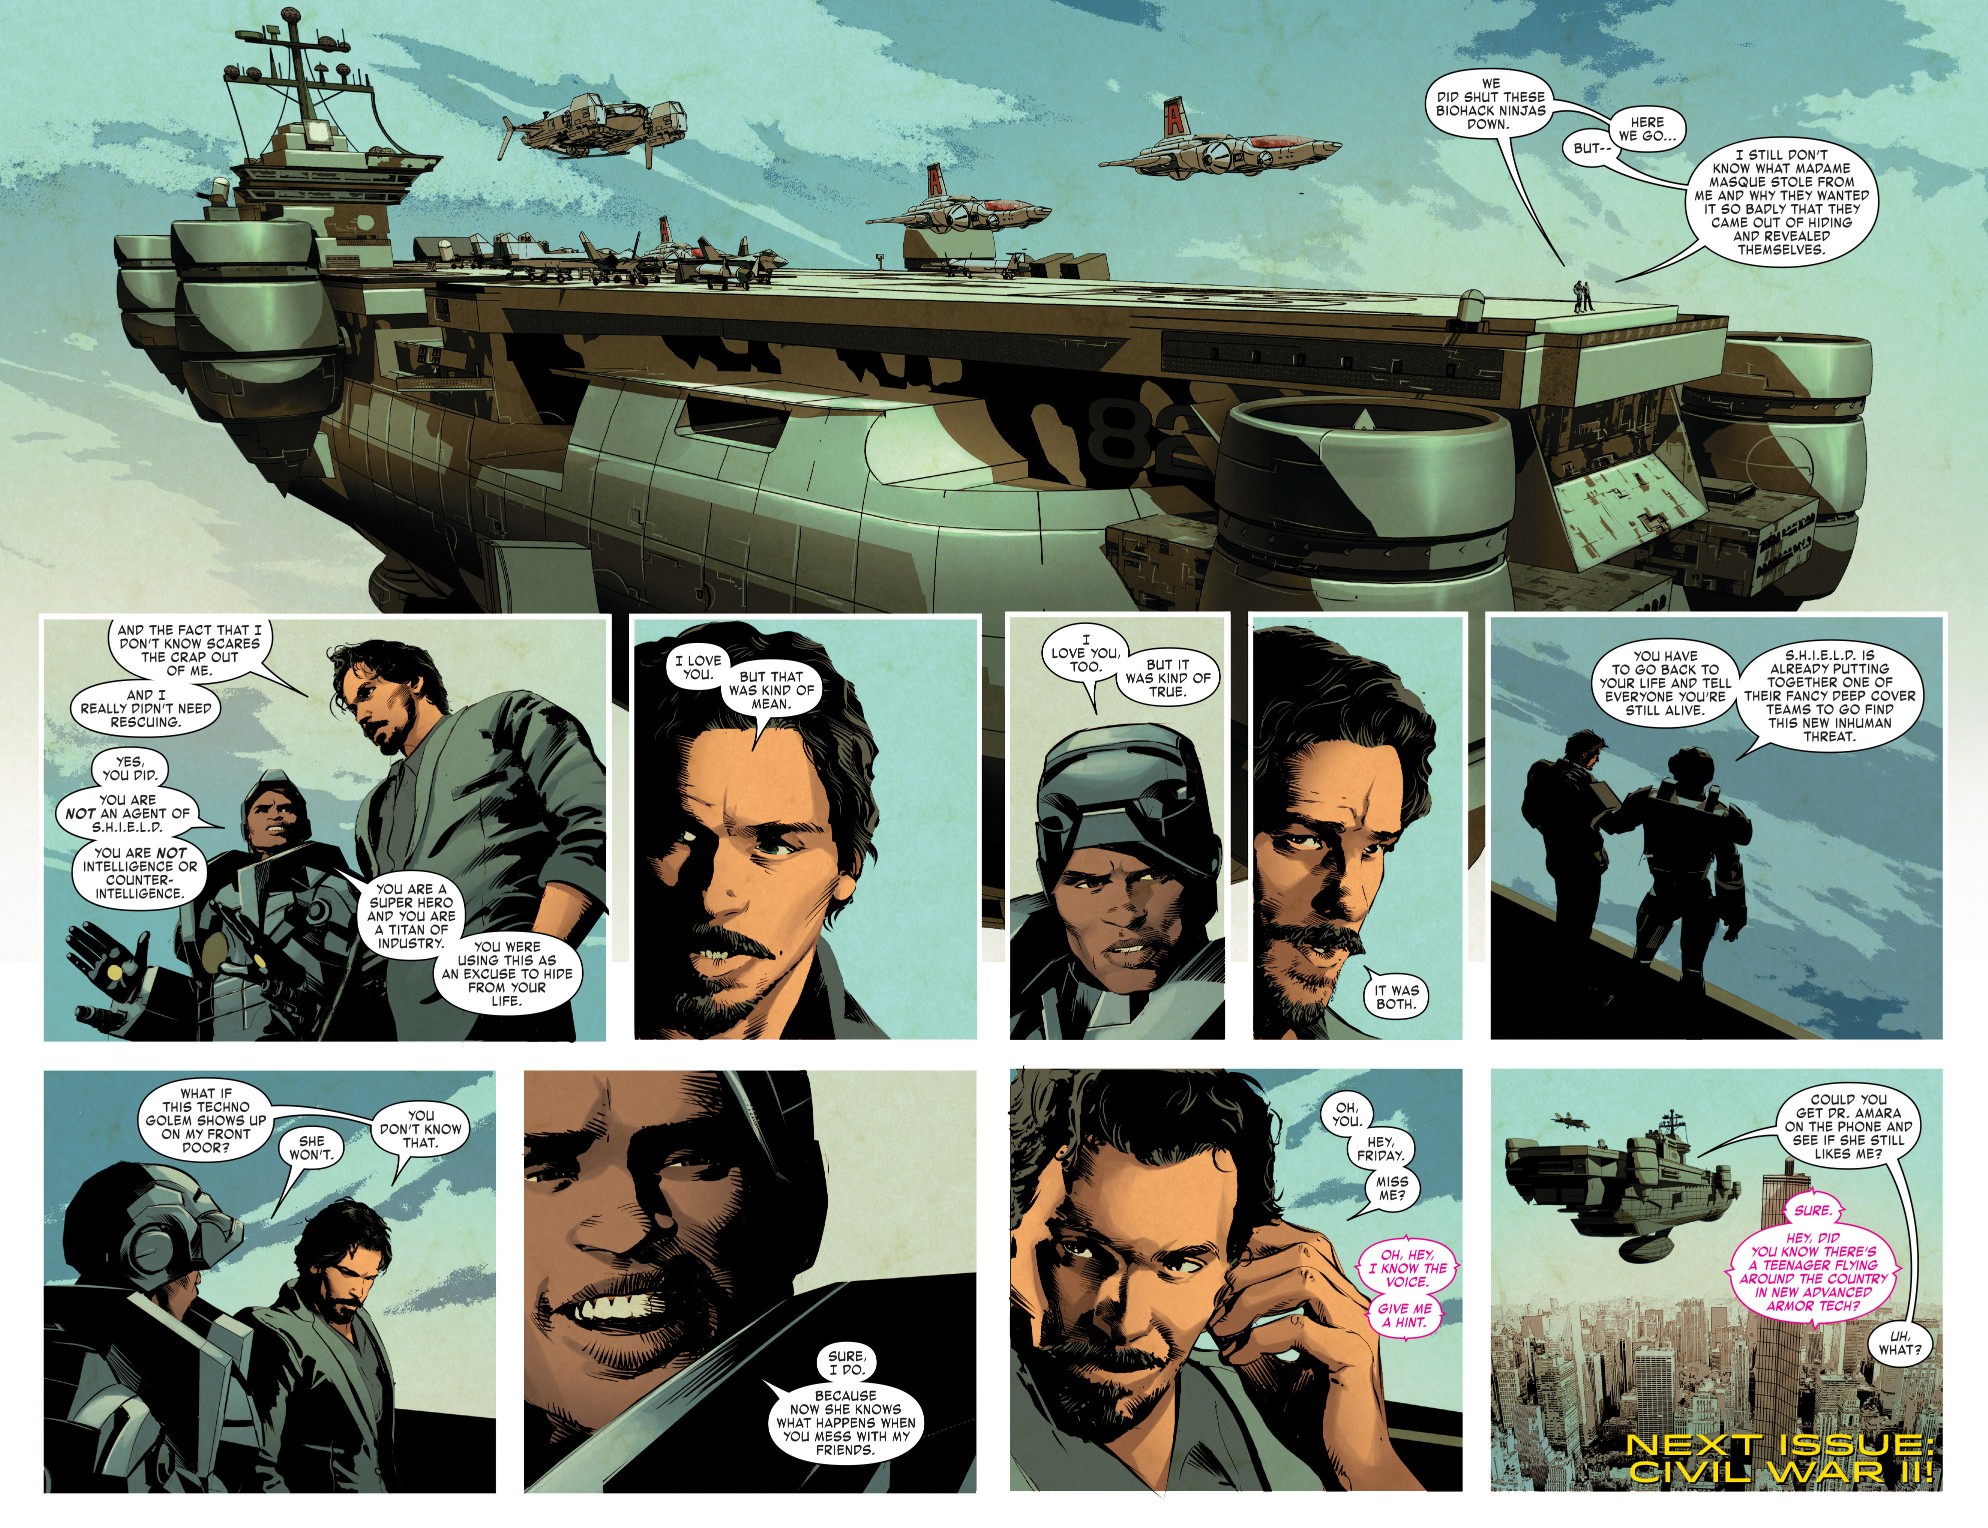 WE
DID SHUT THESE
BIOHACK NINJAS
DOWN.
HERE
WE GO...
BUT--
I STILL DON'T
KNOW WHAT MADAME
MASQUE STOLE FROM
ME AND WHY THEY WANTED
IT SO BADLY THAT THEY
CAME OUT OF HIDING
AND REVEALED
THEMSELVES.
A
A
A
82
AND THE FACT THAT I
DON'T KNOW SCARES
THE CRAP OUT
OF ME.
AND I
REALLY DIDN'T NEED
RESCUING.
YES,
YOU DID.
YOU ARE
NOT AN AGENT OF
S.H.I.E.L.D.
YOU ARE NOT
INTELLIGENCE OR
COUNTER-
INTELLIGENCE.
YOU ARE A
SUPER HERO
AND YOU ARE
A TITAN OF
INDUSTRY.
YOU WERE
USING THIS AS
AN EXCUSE TO HIDE
FROM YOUR
LIFE.
I LOVE
YOU.
BUT THAT
WAS KIND OF
MEAN.
I
LOVE YOU,
TOO.
BUT IT
WAS KIND OF
TRUE.
IT WAS
BOTH.
YOU HAVE
TO GO BACK TO
YOUR LIFE AND TELL
EVERYONE YOU'RE
STILL ALIVE.
S.H.I.E.L.D. IS
ALREADY PUTTING
TOGETHER ONE OF
THEIR FANCY DEEP COVER
TEAMS TO GO FIND
THIS NEW INHUMAN
THREAT.
WHAT IF
THIS TECHNO
GOLEM SHOWS UP
ON MY FRONT
DOOR?
SHE
WON'T.
YOU
DON'T KNOW
THAT.
SURE,
I DO.
BECAUSE
NOW SHE KNOWS
WHAT HAPPENS WHEN
YOU MESS WITH MY
FRIENDS.
OH,
YOU.
HEY,
FRIDAY.
MISS
ME?
OH, HEY,
I KNOW THE
VOICE.
GIVE ME
A HINT.
COULD YOU
GET DR. AMARA
ON THE PHONE AND
SEE IF SHE STILL
LIKES ME?
SURE.
HEY, DID
YOU KNOW THERE'S
A TEENAGER FLYING
AROUND THE COUNTRY
IN NEW ADVANCED
ARMOR TECH?
UH,
WHAT?
NEXT ISSUE:
CIVIL WAR II!